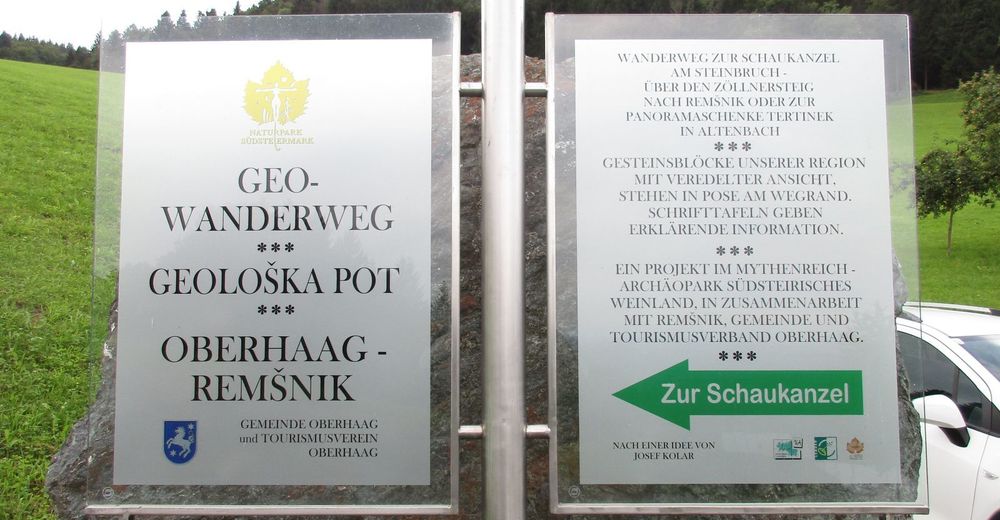 NATURPARK
SÜDSTEIERMARK
GEO-
WANDERWEG
***
GEOLOŠKA POT
***
OBERHAAG -
REMŠNIK
GEMEINDE OBERHAAG
und TOURISMUSVEREIN
OBERHAAG
WANDERWEG ZUR SCHAUKANZEL
AM STEINBRUCH -
ÜBER DEN ZÖLLNERSTEIG
NACH REMŠNIK ODER ZUR
PANORAMASCHENKE TERTINEK
IN ALTENBACH
***
GESTEINSBLÖCKE UNSERER REGION
MIT VEREDELTER ANSICHT,
STEHEN IN POSE AM WEGRAND.
SCHRIFTTAFELN GEBEN
ERKLÄRENDE INFORMATION.
***
EIN PROJEKT IM MYTHENREICH -
ARCHÄOPARK SÜDSTEIRISCHES
WEINLAND, IN ZUSAMMENARBEIT
MIT REMŠNIK, GEMEINDE UND
TOURISMUSVERBAND OBERHAAG.
***
Zur Schaukanzel
NACH EINER IDEE VON
JOSEF KOLAR